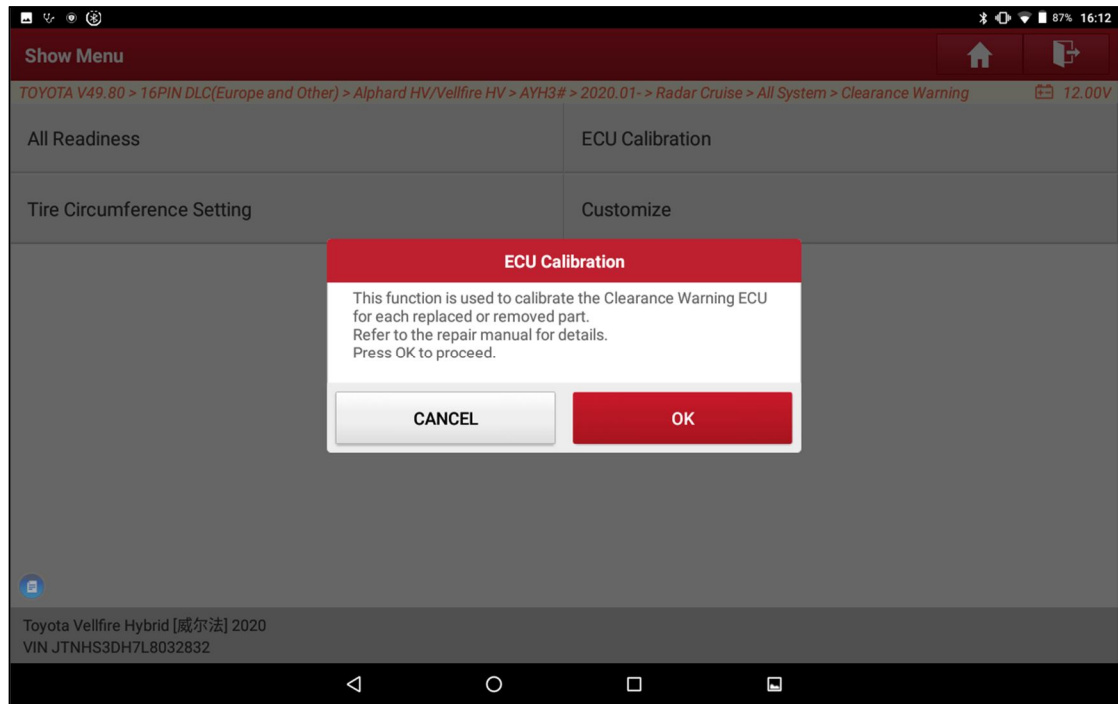 87% 16:12
Show Menu
TOYOTA V49.80 > 16PIN DLC(Europe and Other) > Alphard HV/Vellfire HV > AYH3# > 2020.01- > Radar Cruise > All System > Clearance Warning 12.00V
All Readiness ECU Calibration
Tire Circumference Setting Customize
ECU Calibration
This function is used to calibrate the Clearance Warning ECU
for each replaced or removed part.
Refer to the repair manual for details.
Press OK to proceed.
CANCEL OK
Toyota Vellfire Hybrid [威尔法] 2020
VIN JTNHS3DH7L8032832